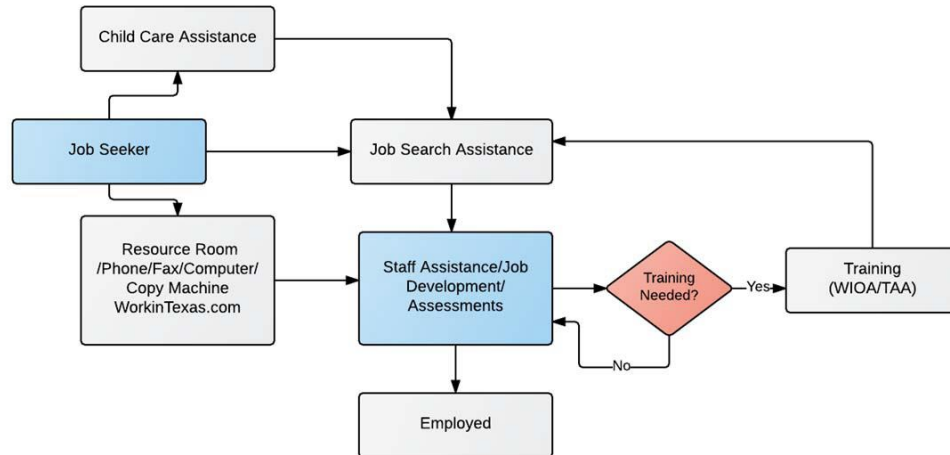 Child Care Assistance
Job Seeker
Job Search Assistance
Resource Room
/Phone/Fax/Computer/
Copy Machine
WorkinTexas.com
Staff Assistance/Job
Development/
Assessments
Training
Needed?
Yes
Training
(WIOA/TAA)
No
Employed